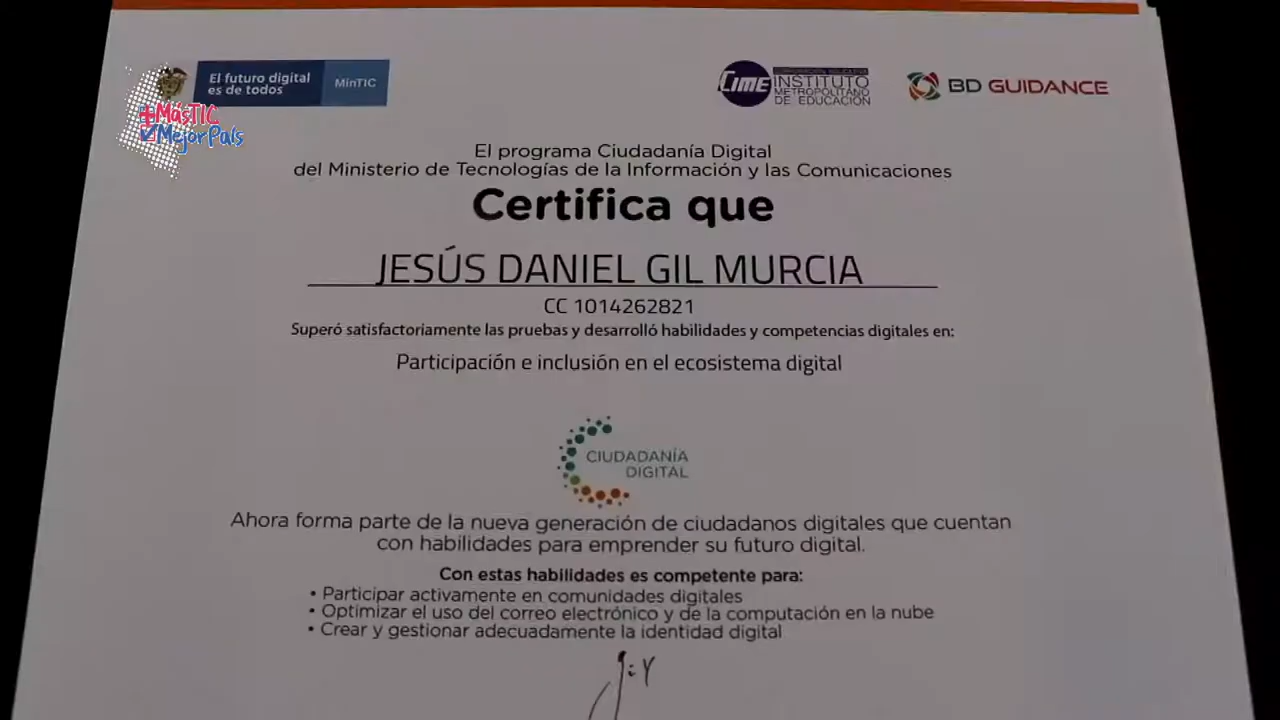 El futuro digital
es de todos
MinTIC
+MásTIC
MejorPaís
CIME
INSTITUTO
METROPOLITANO
DE EDUCACIÓN
BD GUIDANCE
El programa Ciudadanía Digital
del Ministerio de Tecnologías de la Información y las Comunicaciones
Certifica que
JESÚS DANIEL GIL MURCIA
CC 1014262821
Superó satisfactoriamente las pruebas y desarrolló habilidades y competencias digitales en:
Participación e inclusión en el ecosistema digital
CIUDADANÍA
DIGITAL
Ahora forma parte de la nueva generación de ciudadanos digitales que cuentan
con habilidades para emprender su futuro digital.
Con estas habilidades es competente para:
• Participar activamente en comunidades digitales
• Optimizar el uso del correo electrónico y de la computación en la nube
• Crear y gestionar adecuadamente la identidad digital